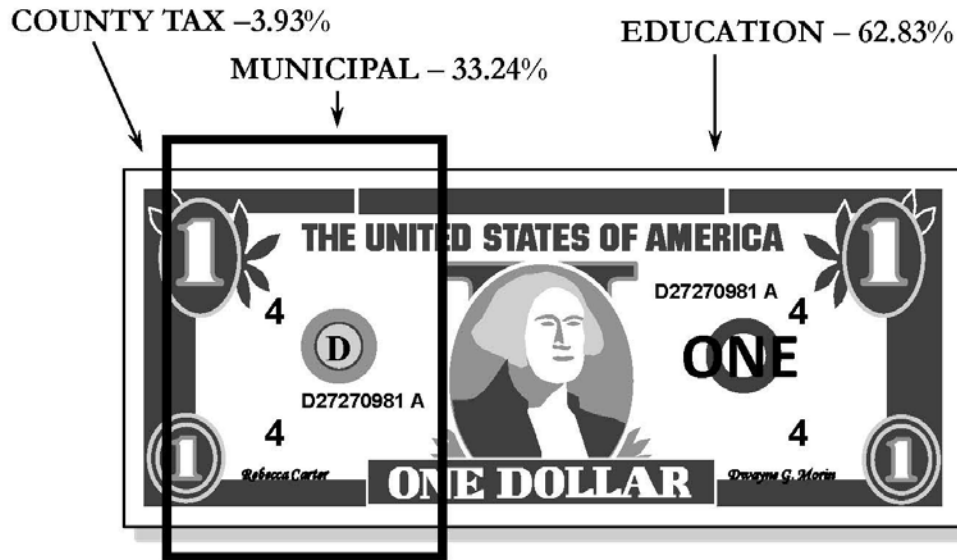 COUNTY TAX –3.93%
EDUCATION – 62.83%
MUNICIPAL – 33.24%
1
1
THE UNITED STATES OF AMERICA
D27270981 A
4
4
D
ONE
D27270981 A
4
4
1
1
Rebecca Carter
Dwayne G. Morin
ONE DOLLAR